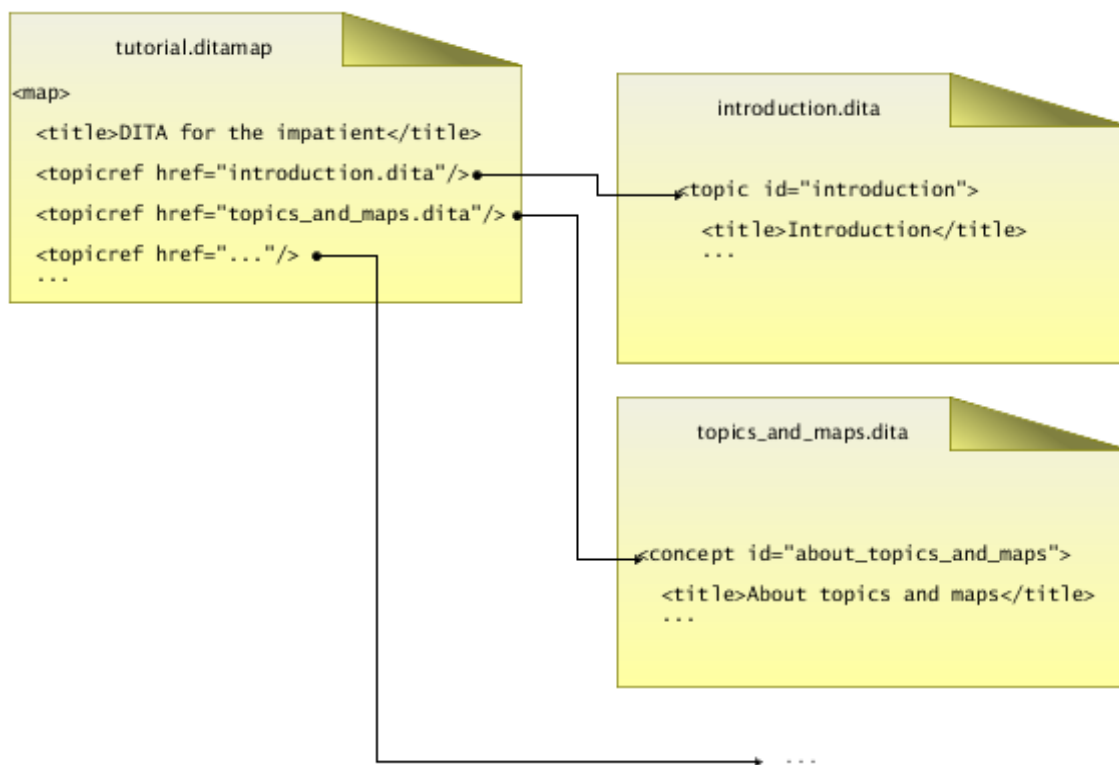 tutorial.ditamap
<map>
<title>DITA for the impatient</title>
<topicref href="introduction.dita"/>
<topicref href="topics_and_maps.dita"/>
<topicref href="..."/>
...
introduction.dita
<topic id="introduction">
<title>Introduction</title>
...
topics_and_maps.dita
<concept id="about_topics_and_maps">
<title>About topics and maps</title>
...
...